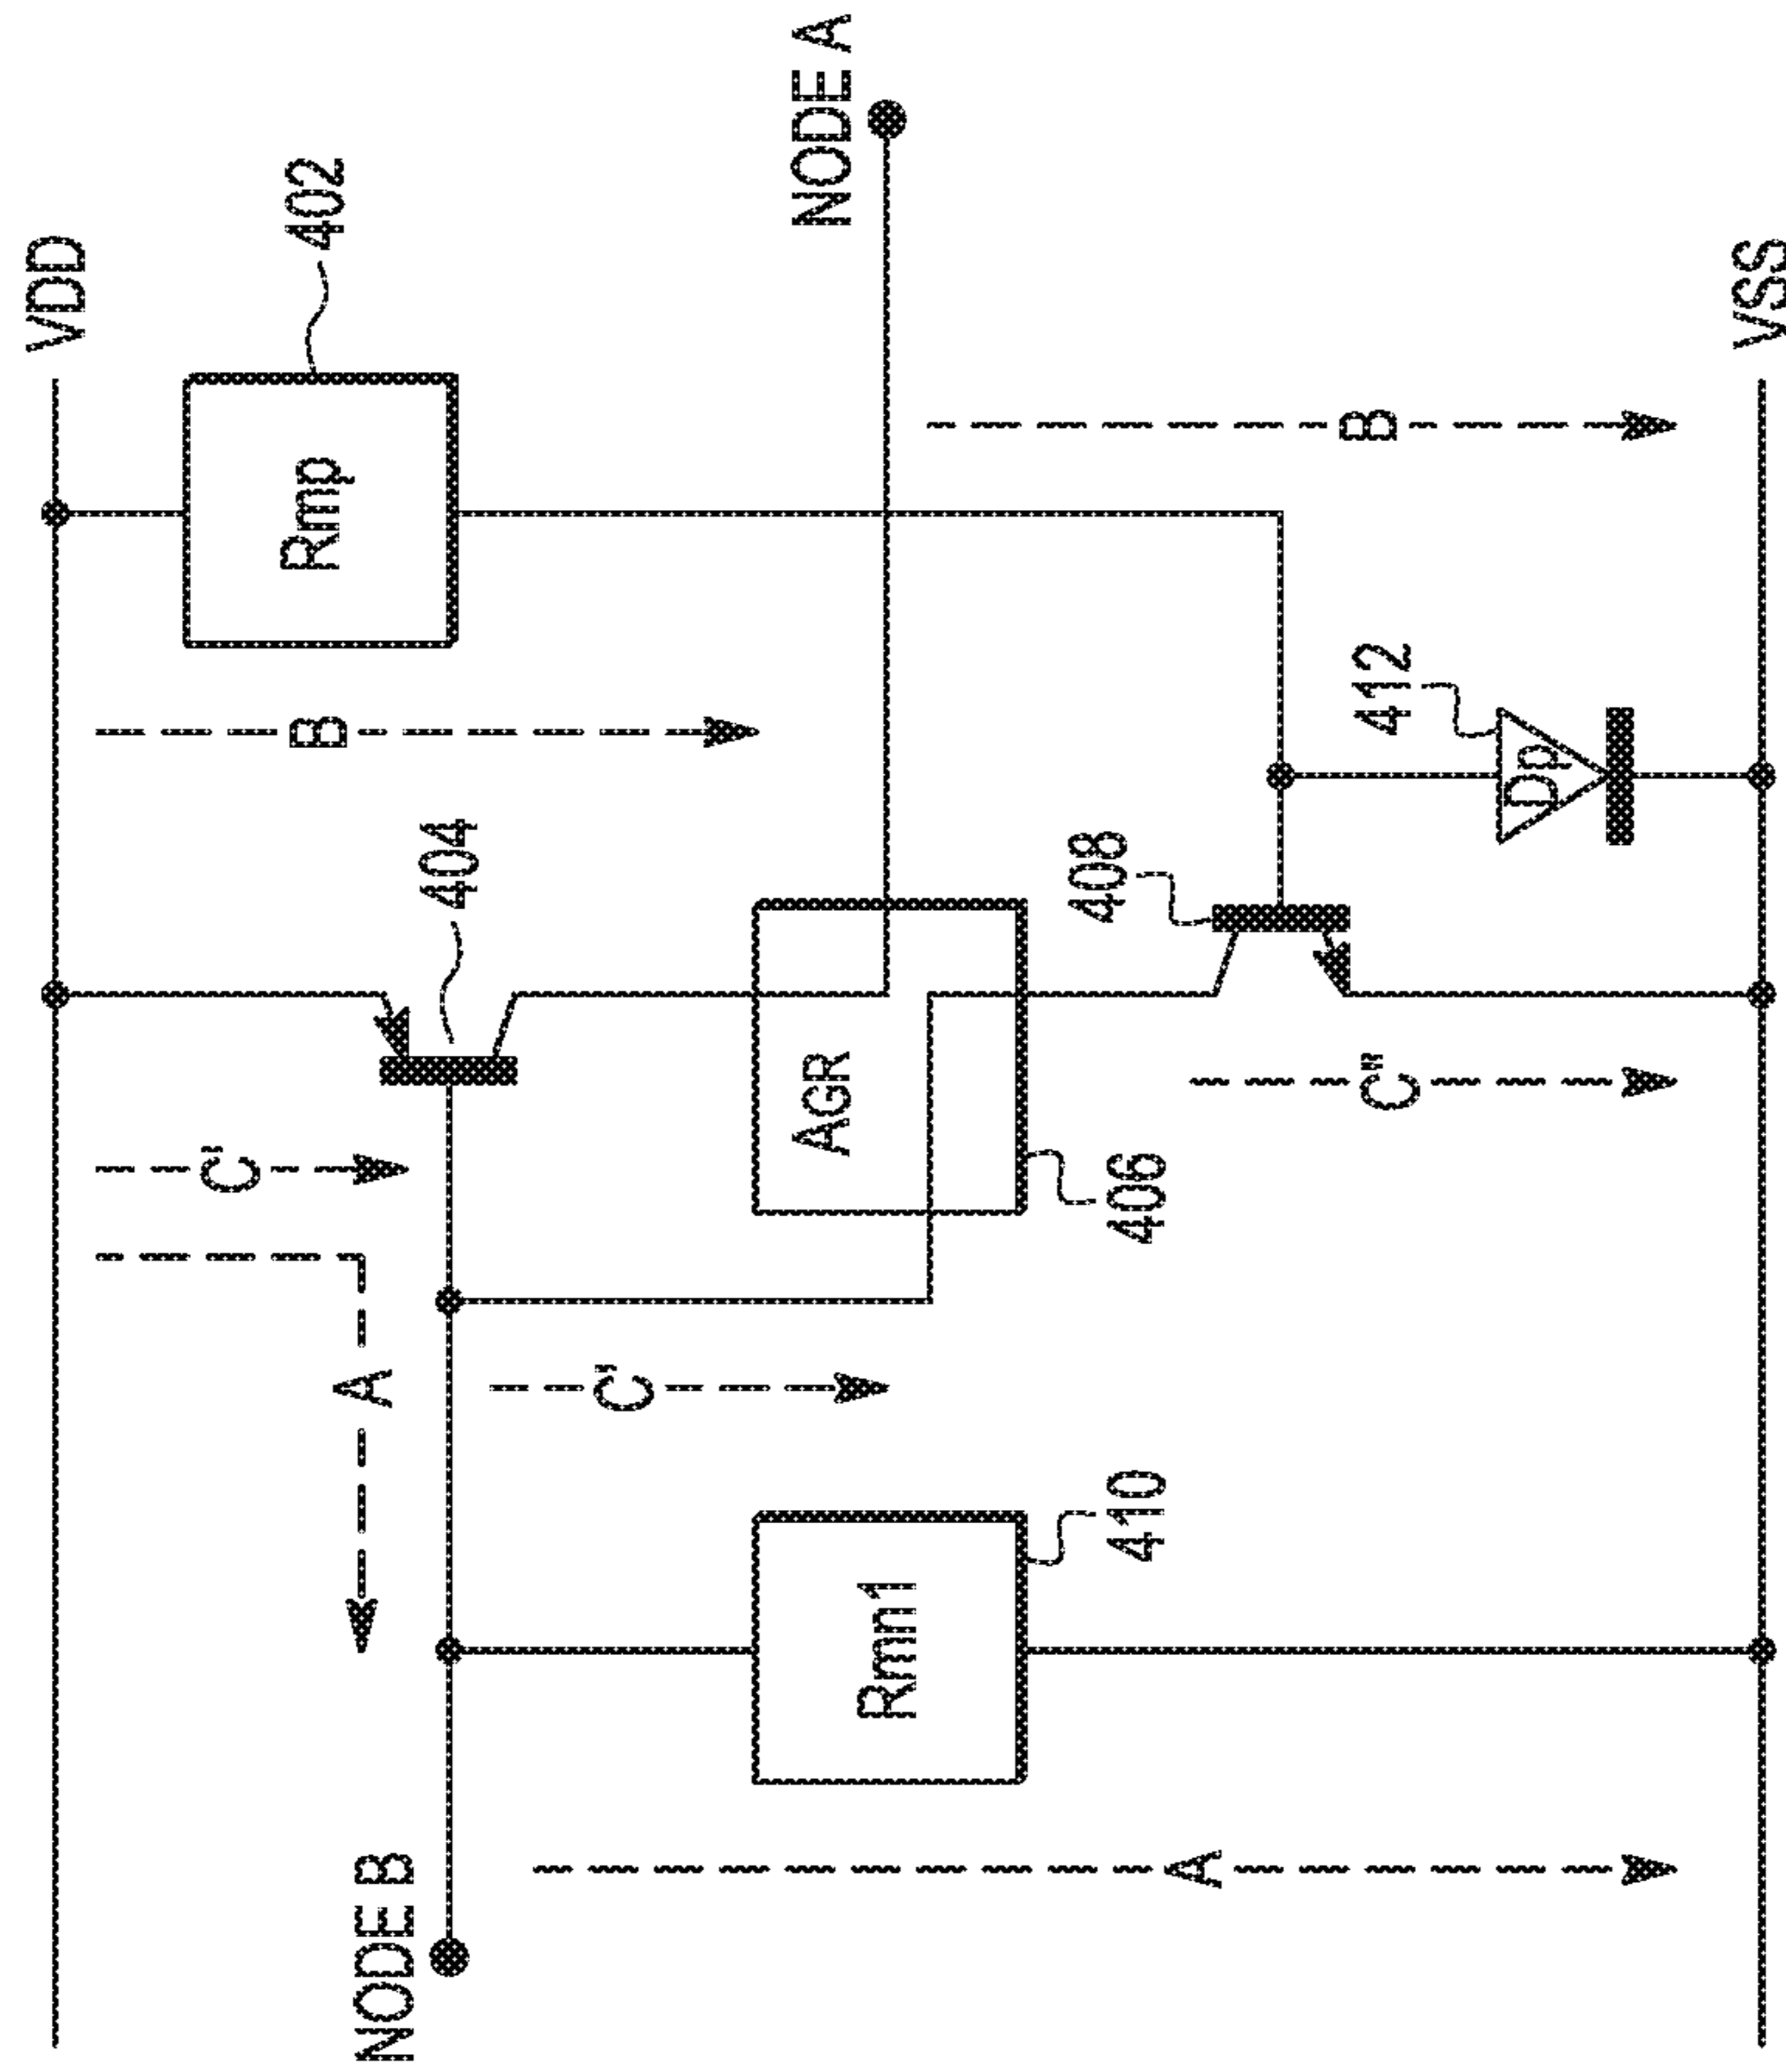 VDD
C'
B
Rmp
402
A
NODE B
404
C'
AGR
NODE A
Rmn1
408
410
406
A
C"
412
B
Dp
VSS